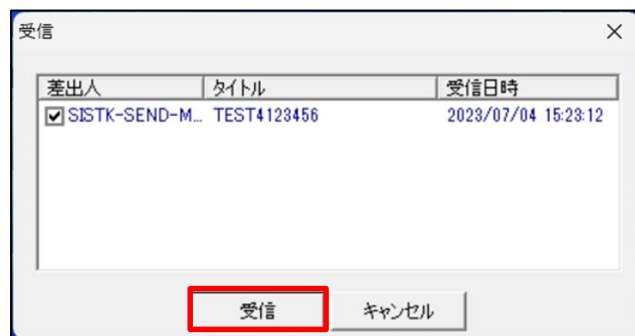 受信
差出人 タイトル 受信日時
SISTK-SEND-M... TEST4123456 2023/07/04 15:23:12
受信 キャンセル